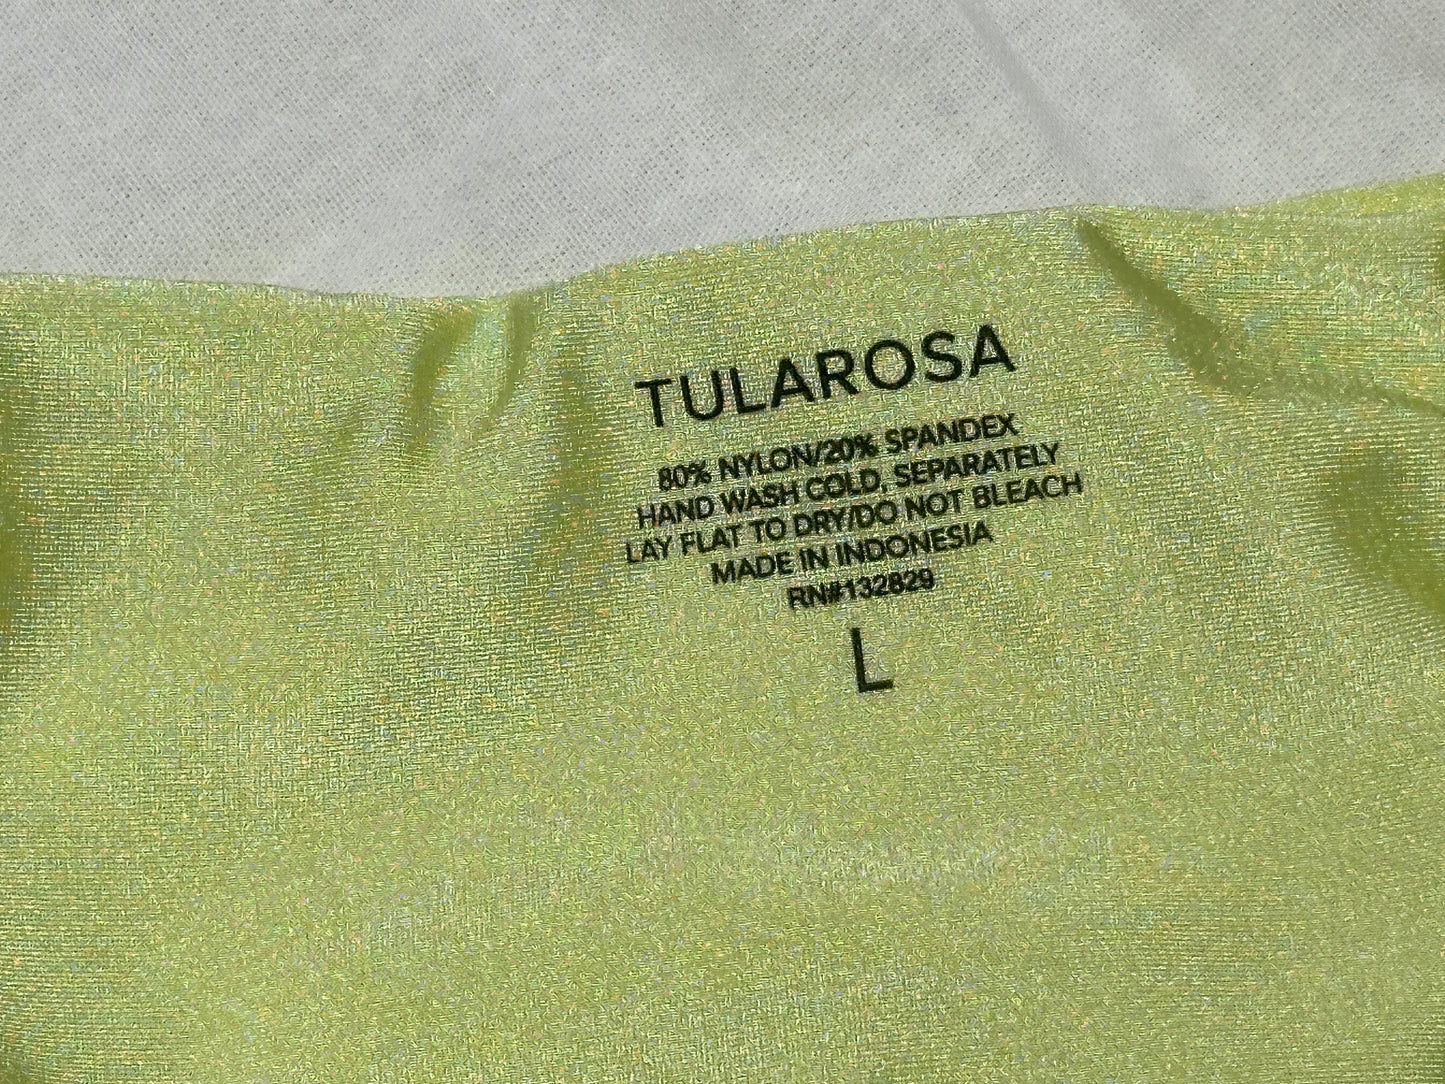 TULAROSA
80% NYLON/20% SPANDEX
HAND WASH COLD, SEPARATELY
LAY FLAT TO DRY/DO NOT BLEACH
MADE IN INDONESIA
RN#132829
L